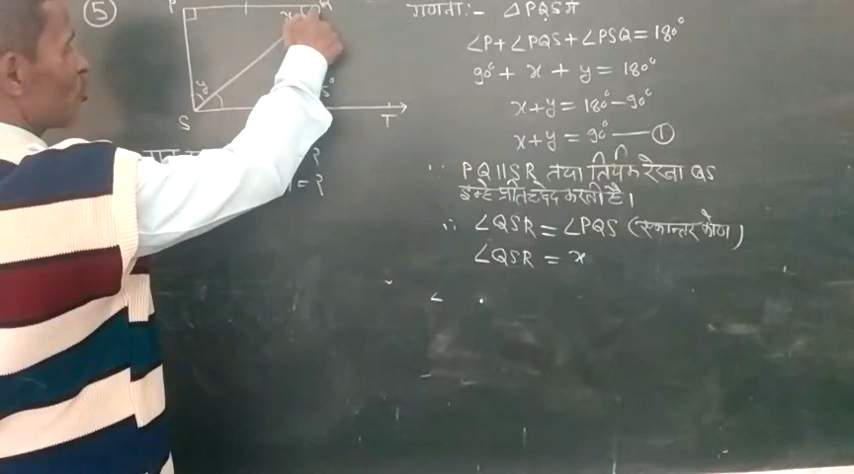 (5)
P
x
y
S
T
5°
= ?
गणना:- △PQS में
∠P + ∠PQS + ∠PSQ = 180°
90° + x + y = 180°
x + y = 180° - 90°
x + y = 90° —— (1)
∵ PQ || SR तथा तिर्यक रेखा QS
इन्हे प्रतिच्छेद करती है।
∴ ∠QSR = ∠PQS (एकान्तर कोण)
∠QSR = x
<